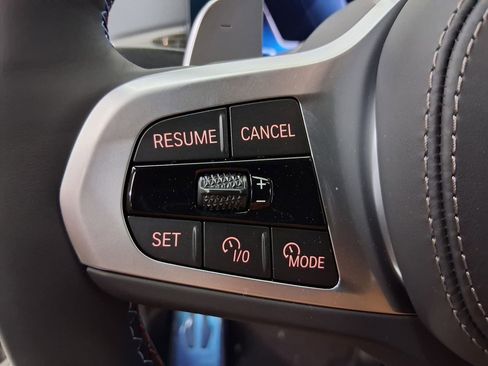 RESUME CANCEL
+
−
SET I/O MODE